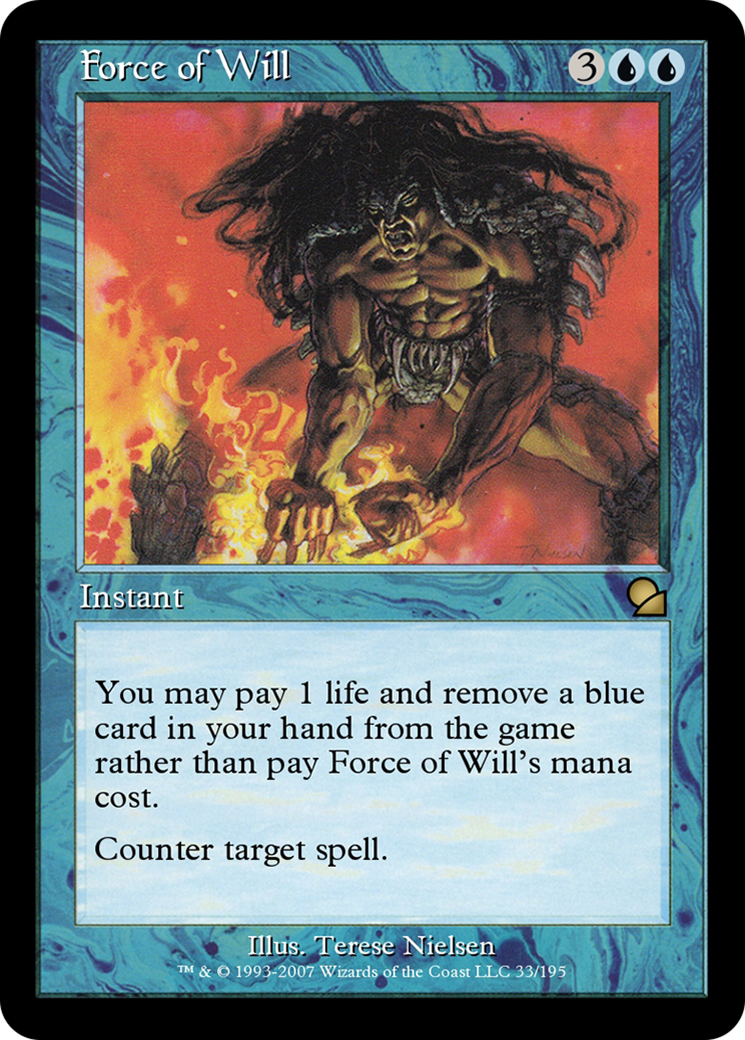 Force of Will
3
T. NIELSEN
Instant
You may pay 1 life and remove a blue
card in your hand from the game
rather than pay Force of Will's mana
cost.
Counter target spell.
Illus. Terese Nielsen
™ & © 1993-2007 Wizards of the Coast LLC 33/195